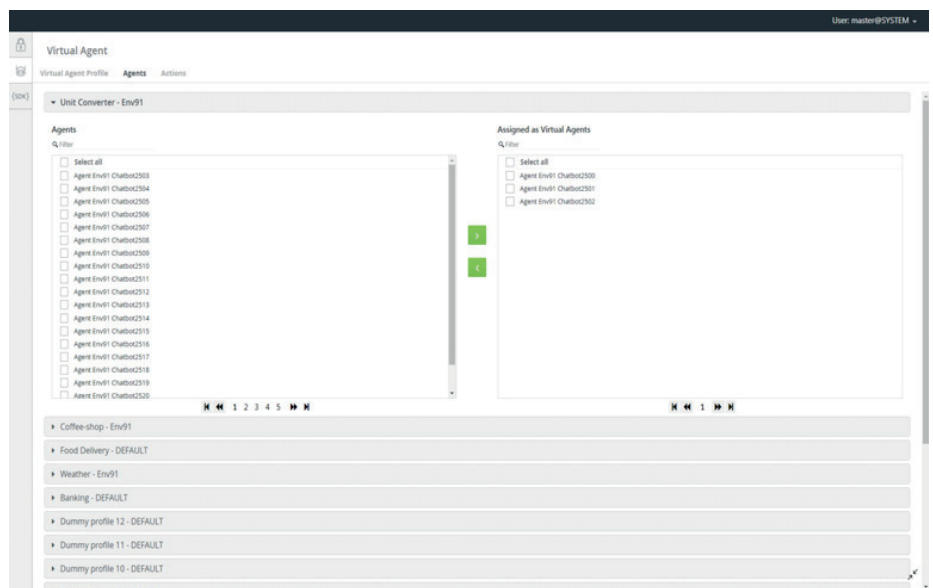 User: master@SYSTEM
Virtual Agent
Virtual Agent Profile Agents Actions
{SDK}
Unit Converter - Env91
Agents
Filter
Select all
Agent Env91 Chatbot2503
Agent Env91 Chatbot2504
Agent Env91 Chatbot2505
Agent Env91 Chatbot2506
Agent Env91 Chatbot2507
Agent Env91 Chatbot2508
Agent Env91 Chatbot2509
Agent Env91 Chatbot2510
Agent Env91 Chatbot2511
Agent Env91 Chatbot2512
Agent Env91 Chatbot2513
Agent Env91 Chatbot2514
Agent Env91 Chatbot2515
Agent Env91 Chatbot2516
Agent Env91 Chatbot2517
Agent Env91 Chatbot2518
Agent Env91 Chatbot2519
Agent Env91 Chatbot2520
1 2 3 4 5
Assigned as Virtual Agents
Filter
Select all
Agent Env91 Chatbot2500
Agent Env91 Chatbot2501
Agent Env91 Chatbot2502
1
Coffee-shop - Env91
Food Delivery - DEFAULT
Weather - Env91
Banking - DEFAULT
Dummy profile 12 - DEFAULT
Dummy profile 11 - DEFAULT
Dummy profile 10 - DEFAULT